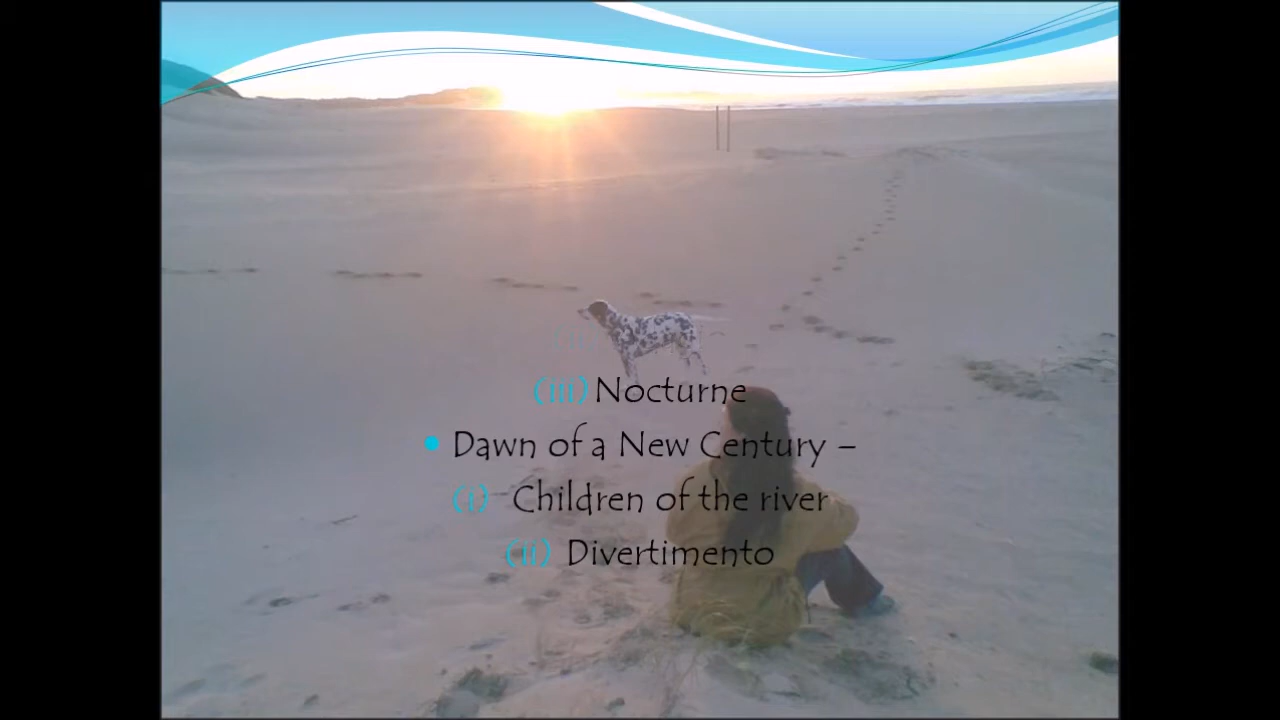 (iii) Nocturne
• Dawn of a New Century –
(i) Children of the river
(ii) Divertimento